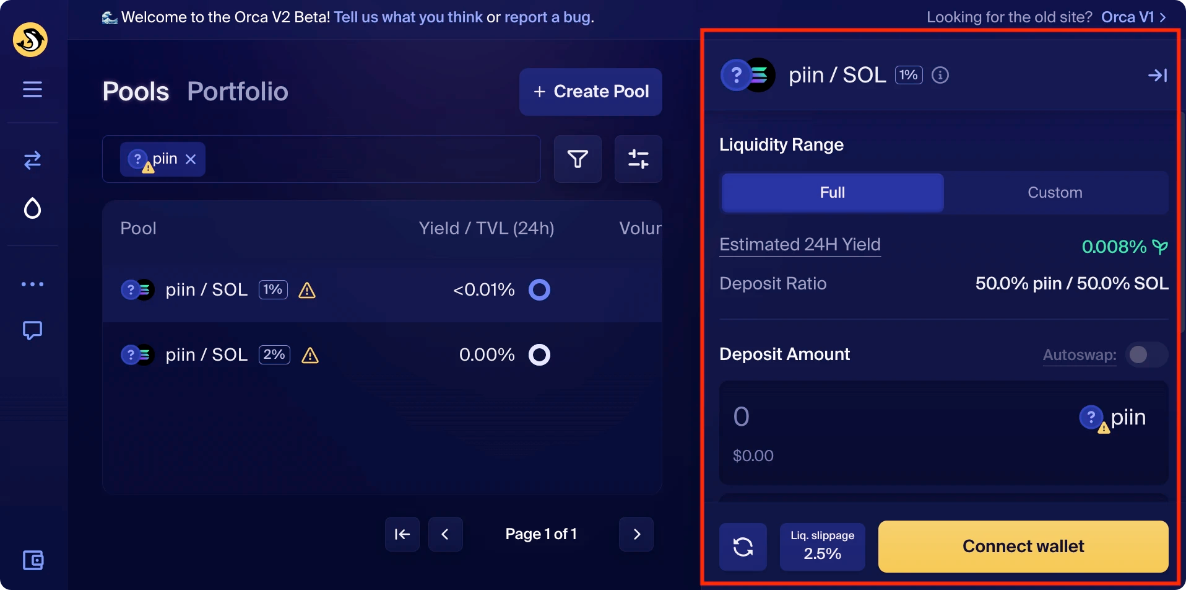 🌊 Welcome to the Orca V2 Beta! Tell us what you think or report a bug.
Looking for the old site? Orca V1 >
Pools Portfolio
+ Create Pool
? piin ×
Pool Yield / TVL (24h) Volur
? piin / SOL 1% <0.01%
? piin / SOL 2% 0.00%
Page 1 of 1
? piin / SOL 1%
Liquidity Range
Full Custom
Estimated 24H Yield 0.008%
Deposit Ratio 50.0% piin / 50.0% SOL
Deposit Amount Autoswap:
0 ? piin
$0.00
Liq. slippage
2.5%
Connect wallet